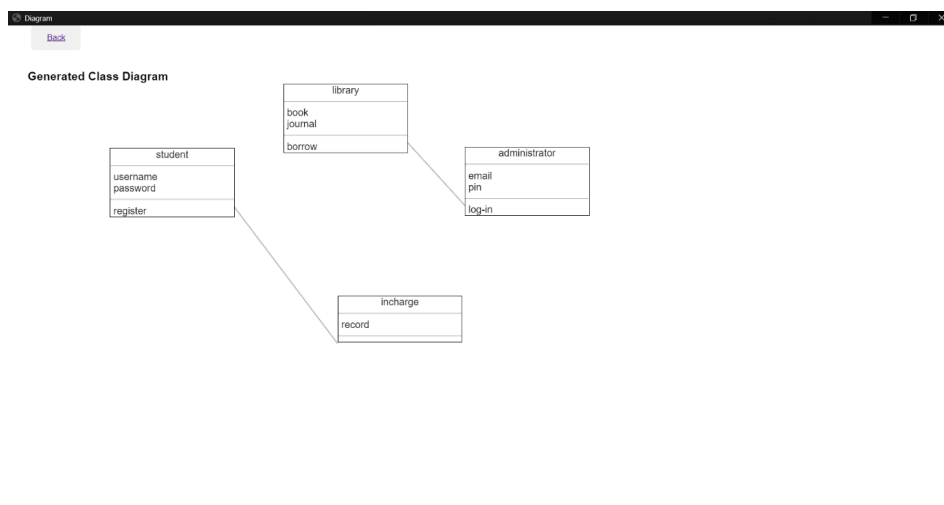 Diagram
Back
Generated Class Diagram
library
book
journal
borrow
student
username
password
register
administrator
email
pin
log-in
incharge
record